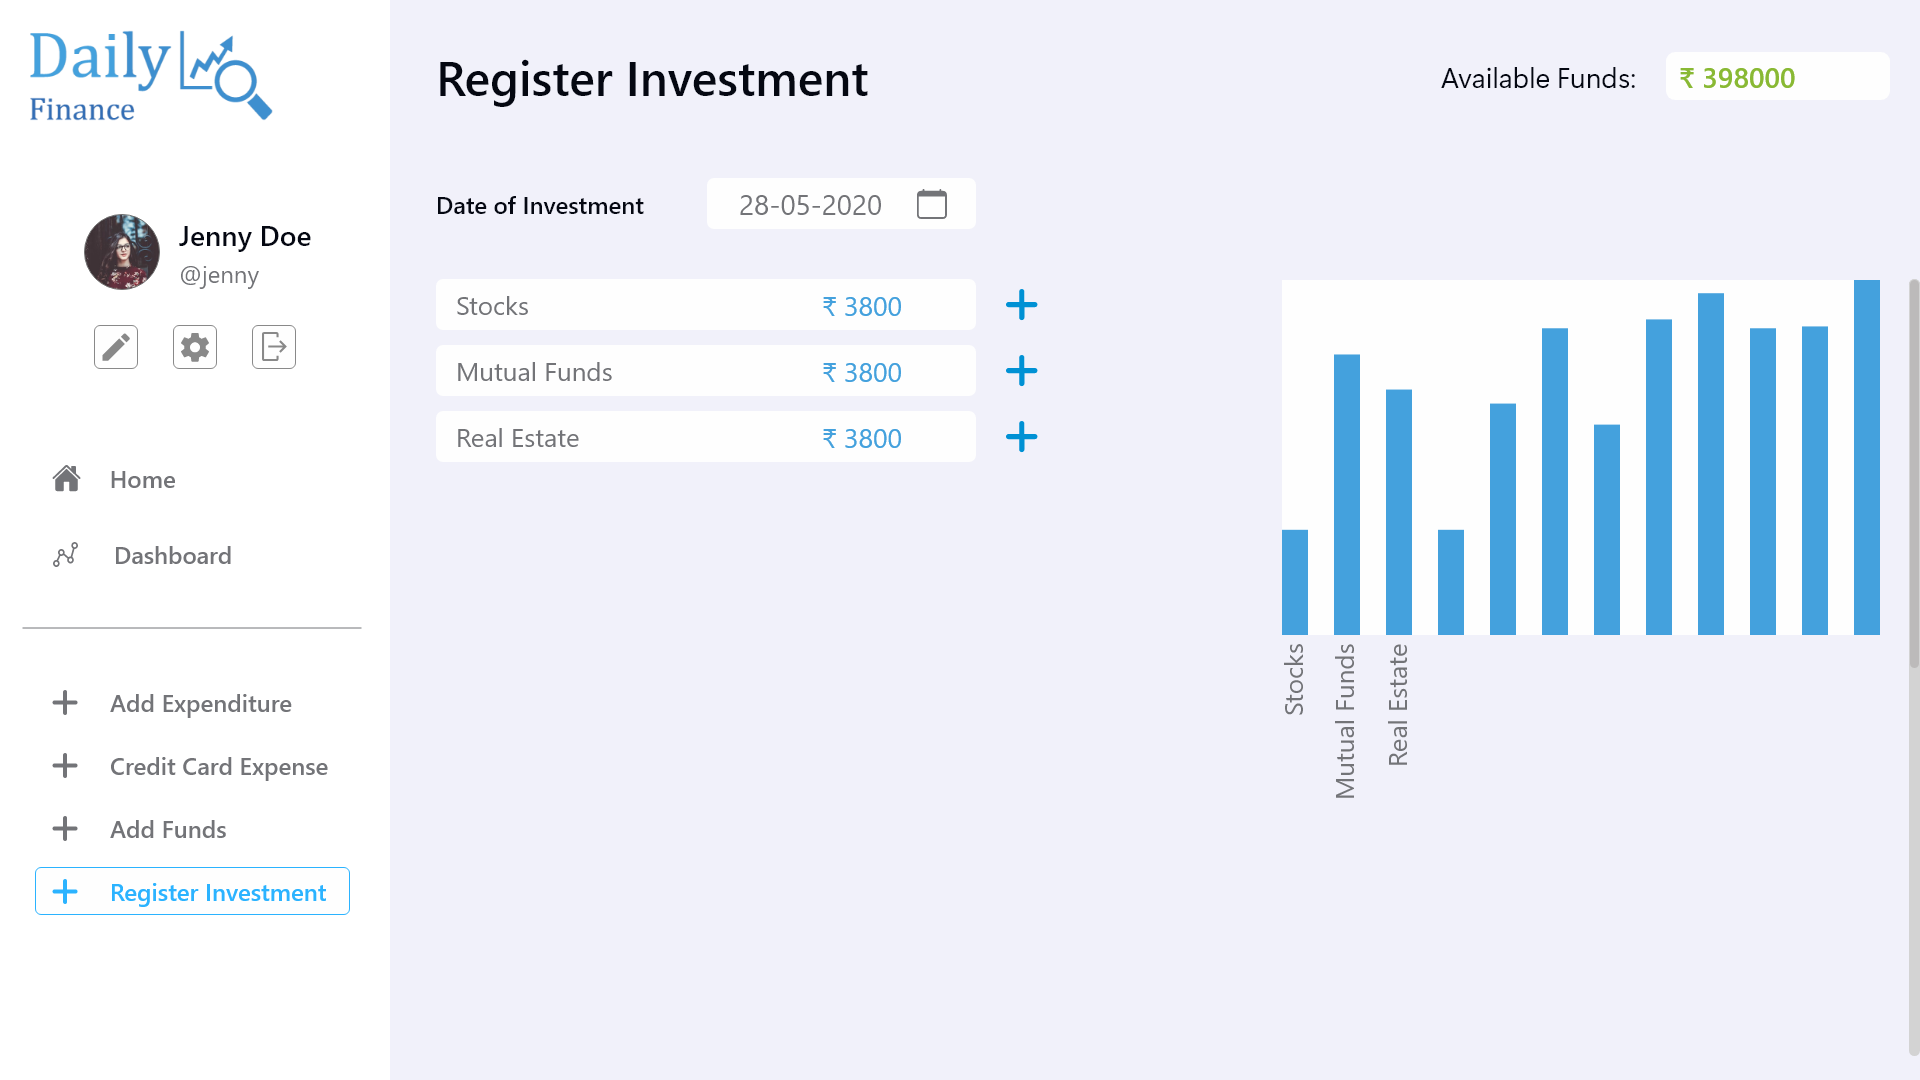 Daily
Finance
Jenny Doe
@jenny
Home
Dashboard
Add Expenditure
Credit Card Expense
Add Funds
Register Investment
Register Investment
Available Funds: ₹ 398000
Date of Investment 28-05-2020
Stocks ₹ 3800
Mutual Funds ₹ 3800
Real Estate ₹ 3800
Stocks
Mutual Funds
Real Estate